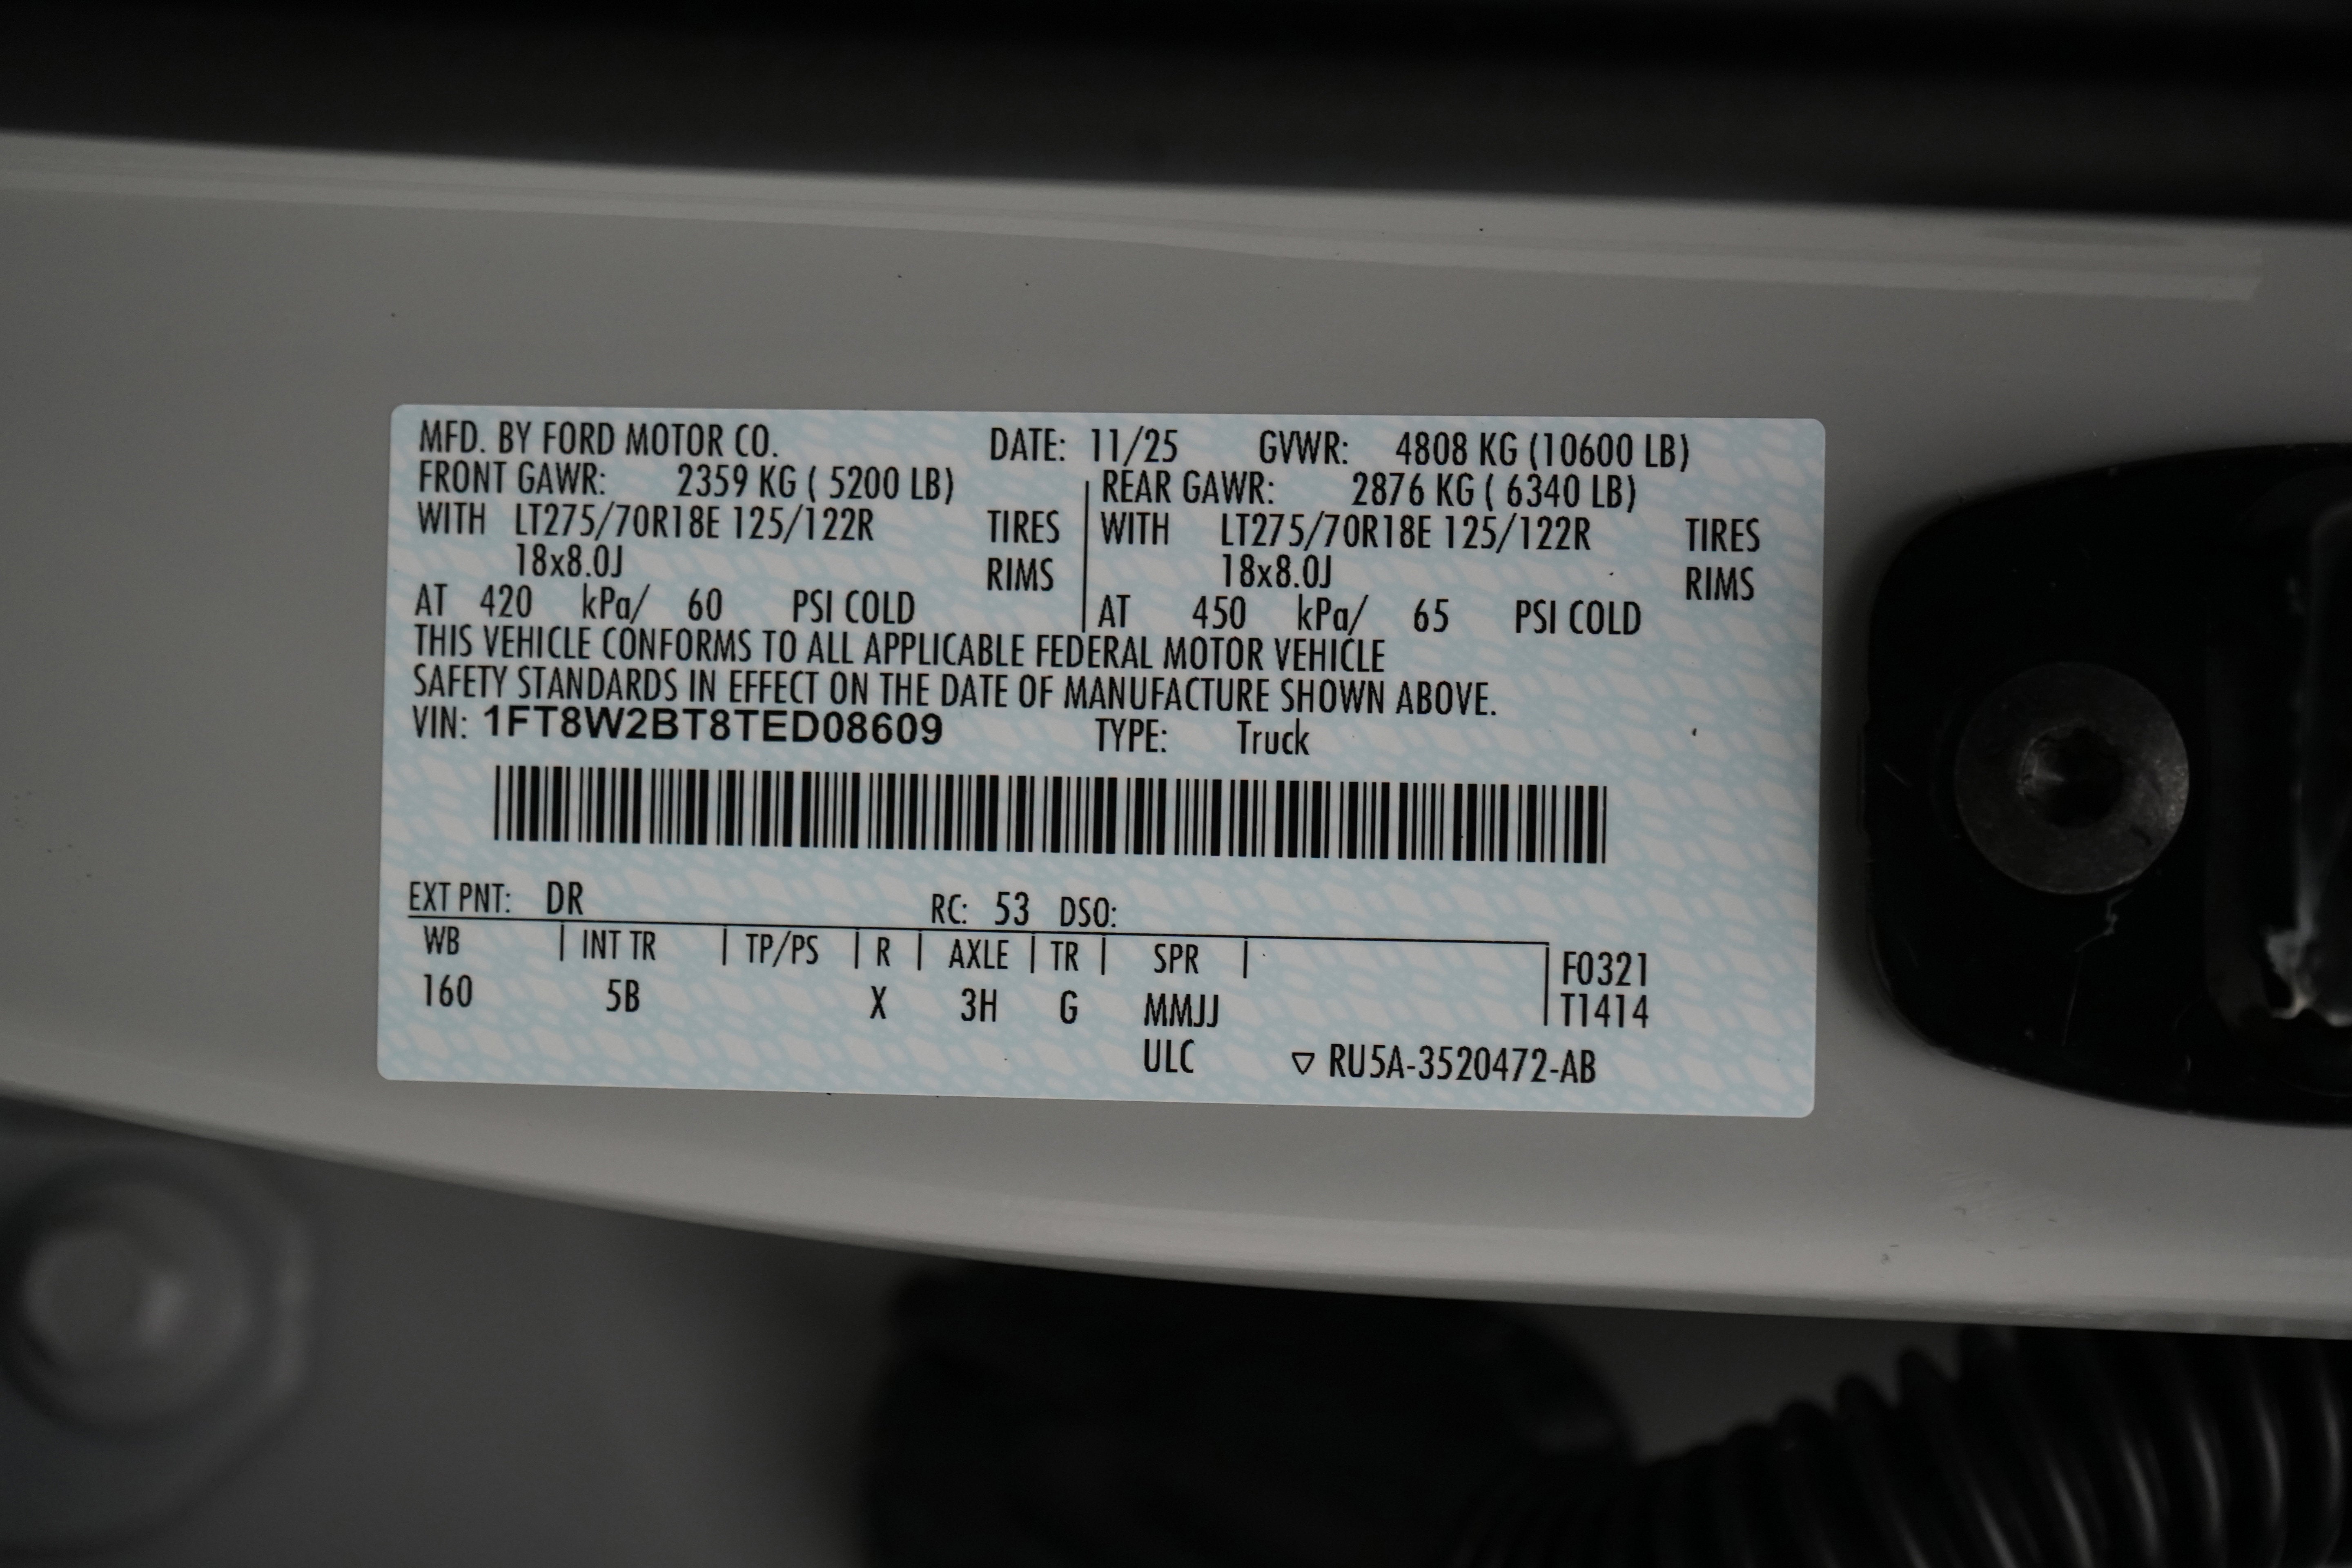 MFD. BY FORD MOTOR CO. DATE: 11/25 GVWR: 4808 KG (10600 LB)
FRONT GAWR: 2359 KG ( 5200 LB) REAR GAWR: 2876 KG ( 6340 LB)
WITH LT275/70R18E 125/122R TIRES WITH LT275/70R18E 125/122R TIRES
18x8.0J RIMS 18x8.0J RIMS
AT 420 kPa/ 60 PSI COLD AT 450 kPa/ 65 PSI COLD
THIS VEHICLE CONFORMS TO ALL APPLICABLE FEDERAL MOTOR VEHICLE
SAFETY STANDARDS IN EFFECT ON THE DATE OF MANUFACTURE SHOWN ABOVE.
VIN: 1FT8W2BT8TED08609 TYPE: Truck
EXT PNT: DR RC: 53 DSO:
WB | INT TR | TP/PS | R | AXLE | TR | SPR | F0321
160 5B X 3H G MMJJ T1414
ULC ▽ RU5A-3520472-AB